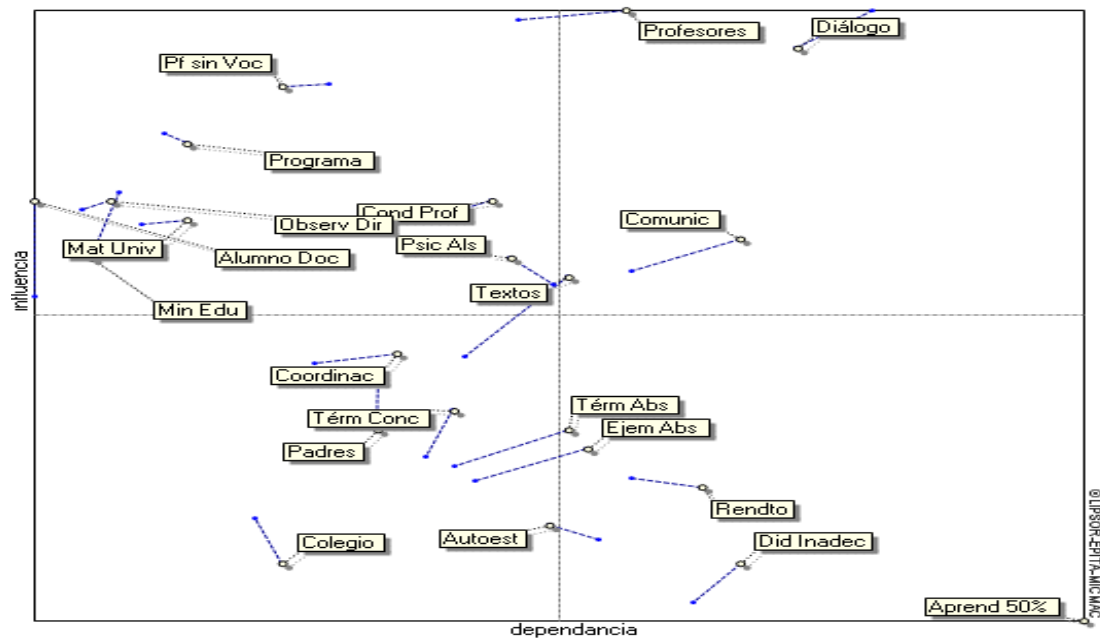 Profesores
Diálogo
Pf sin Voc
Programa
Cond Prof
Observ Dir
Comunic
Mat Univ
Alumno Doc
Psic Als
Textos
Min Edu
influencia
Coordinac
Térm Conc
Térm Abs
Ejem Abs
Padres
Rendto
Colegio
Autoest
Did Inadec
Aprend 50%
dependancia
©LIPSOR-EPITA-MICMAC